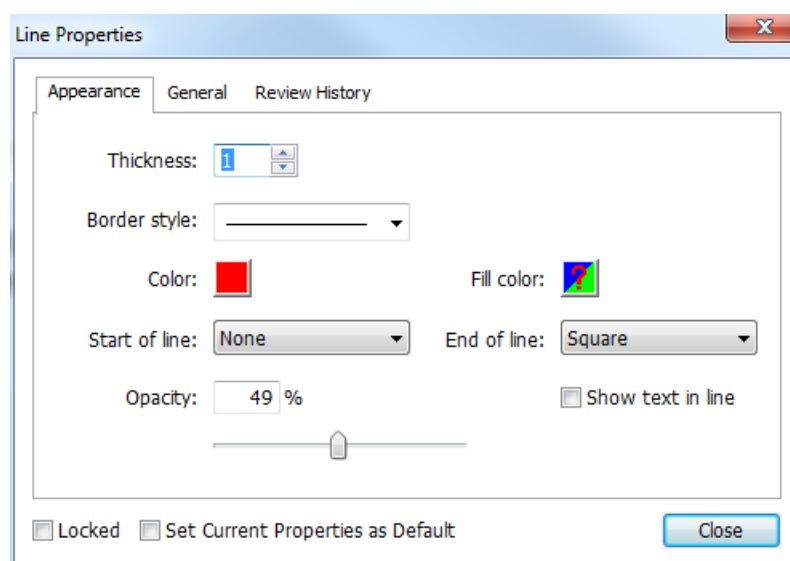 Line Properties
X
Appearance General Review History
Thickness: 1
Border style:
Color: Fill color: ?
Start of line: None End of line: Square
Opacity: 49 % Show text in line
Locked Set Current Properties as Default Close